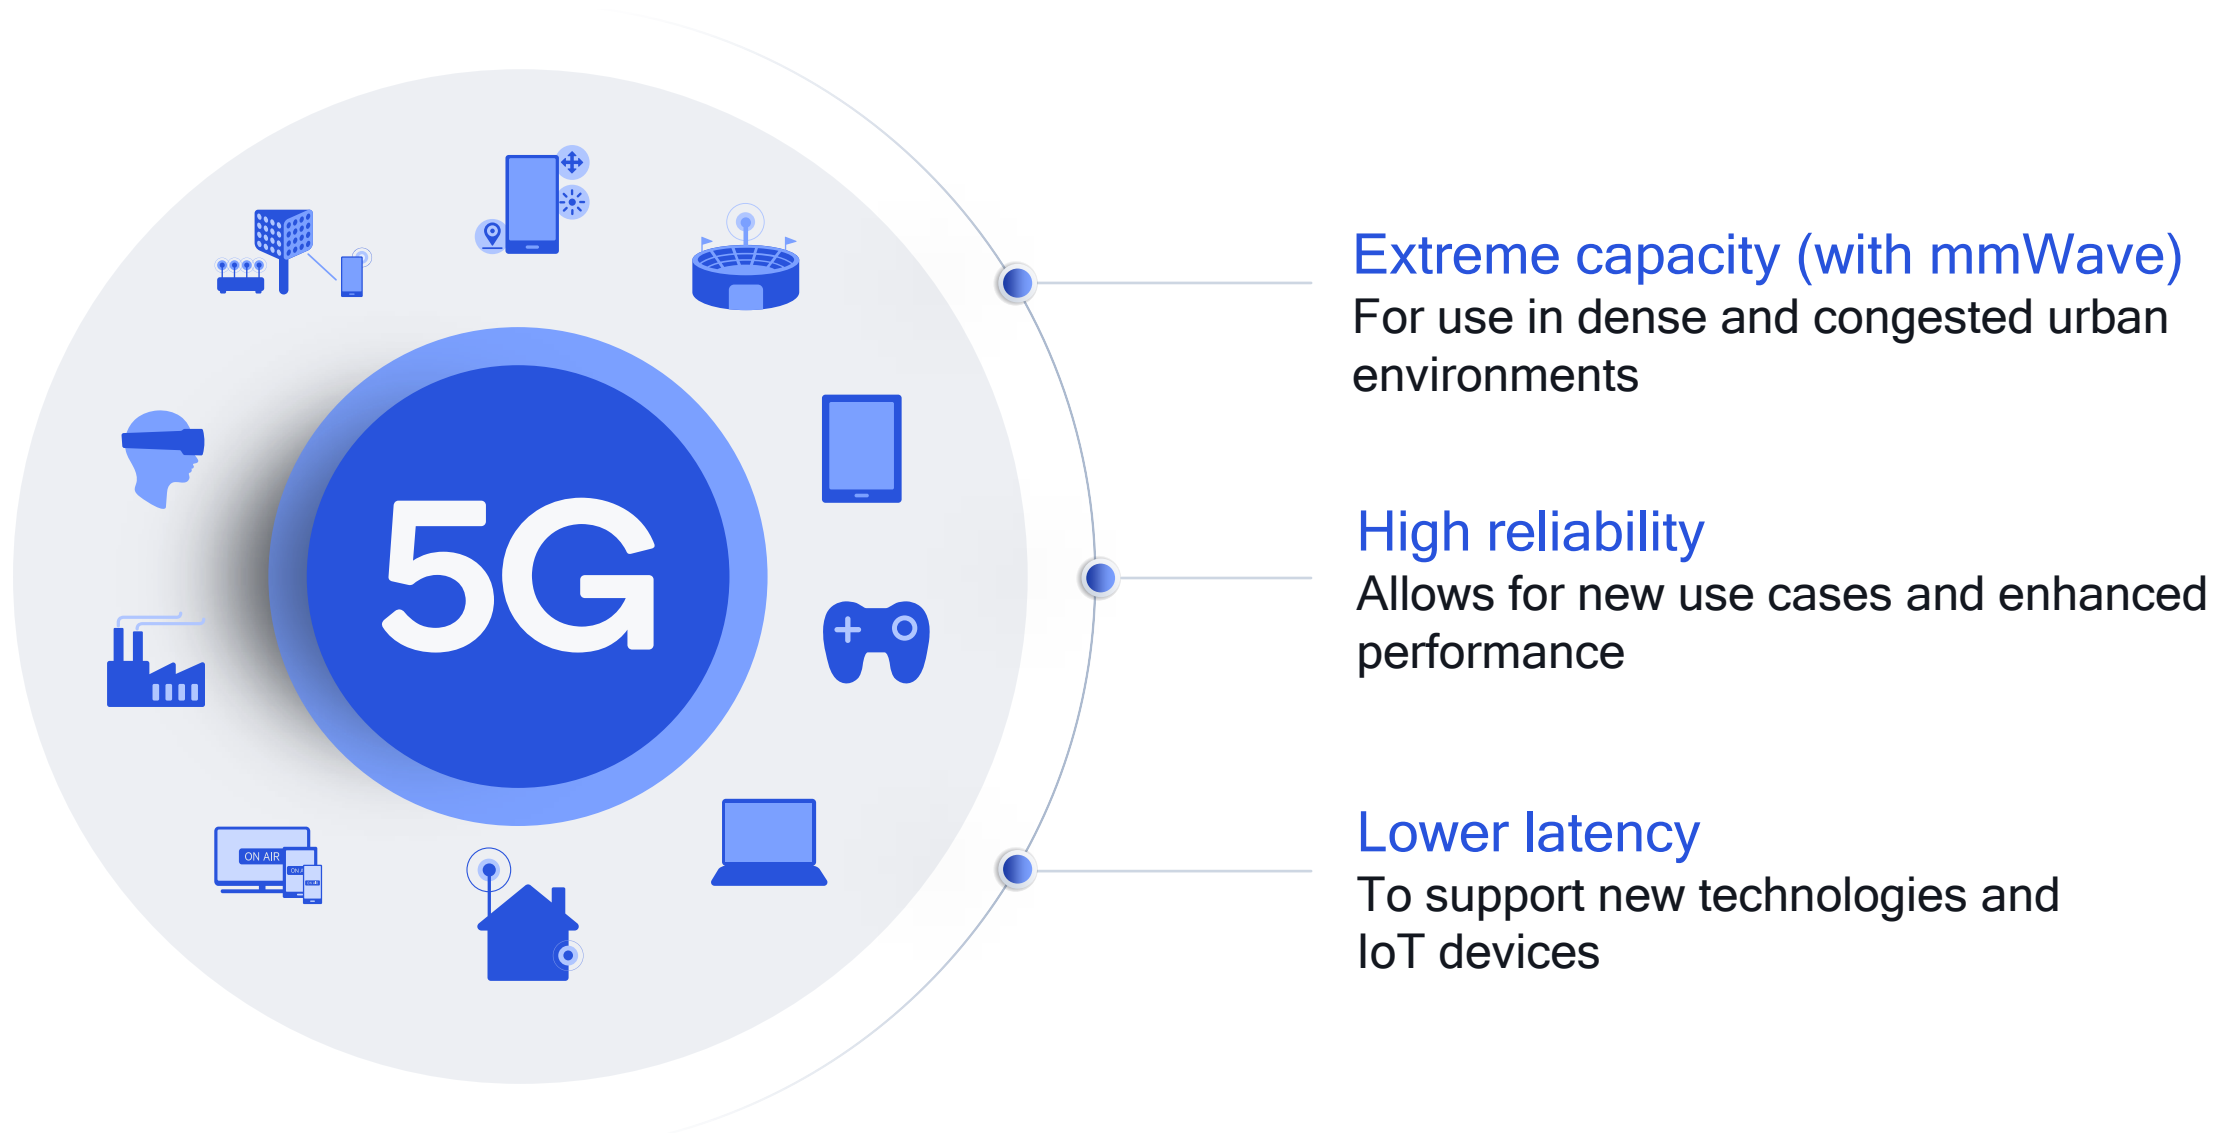 5G
ON AIR
Extreme capacity (with mmWave)
For use in dense and congested urban
environments
High reliability
Allows for new use cases and enhanced
performance
Lower latency
To support new technologies and
IoT devices